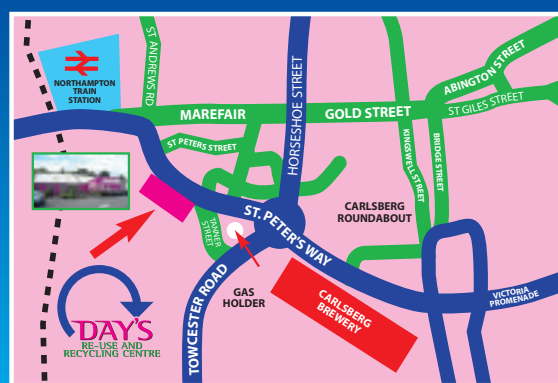 NORTHAMPTON
TRAIN
STATION
ST ANDREWS RD
HORSESHOE STREET
ABINGTON STREET
MAREFAIR
GOLD STREET
ST GILES STREET
ST PETERS STREET
KINGSWELL STREET
BRIDGE STREET
TANNER
STREET
ST. PETER'S WAY
CARLSBERG
ROUNDABOUT
TOWCESTER ROAD
GAS
HOLDER
CARLSBERG
BREWERY
VICTORIA
PROMENADE
DAY'S
RE-USE AND
RECYCLING CENTRE